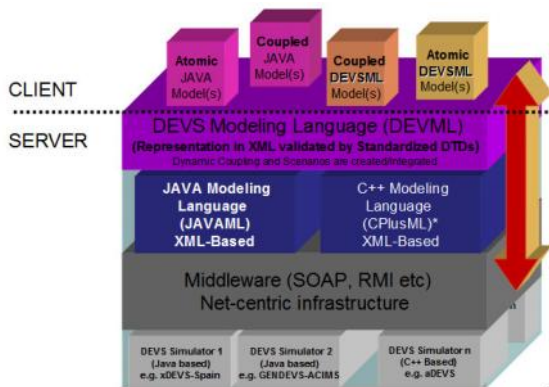 Atomic
JAVA
Model(s)
Coupled
JAVA
Model(s)
Coupled
DEVSML
Model(s)
Atomic
DEVSML
Model(s)
CLIENT
SERVER
DEVS Modeling Language (DEVML)
(Representation in XML validated by Standardized DTDs)
Dynamic Coupling and Scenarios are created/integrated
JAVA Modeling
Language
(JAVAML)
XML-Based
C++ Modeling
Language
(CPlusML)*
XML-Based
Middleware (SOAP, RMI etc)
Net-centric infrastructure
DEVS Simulator 1
(Java based)
e.g. xDEVS-Spain
DEVS Simulator 2
(Java based)
e.g. GENDEVS-ACIMS
DEVS Simulator n
(C++ Based)
e.g. aDEVS